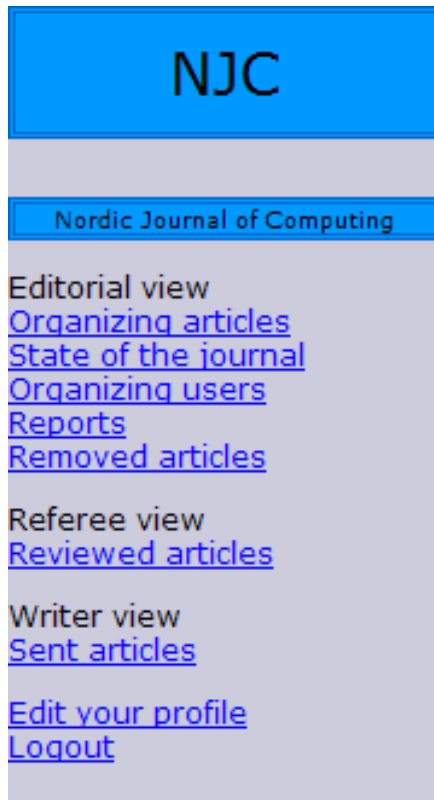 NJC
Nordic Journal of Computing
Editorial view
Organizing articles
State of the journal
Organizing users
Reports
Removed articles
Referee view
Reviewed articles
Writer view
Sent articles
Edit your profile
Logout